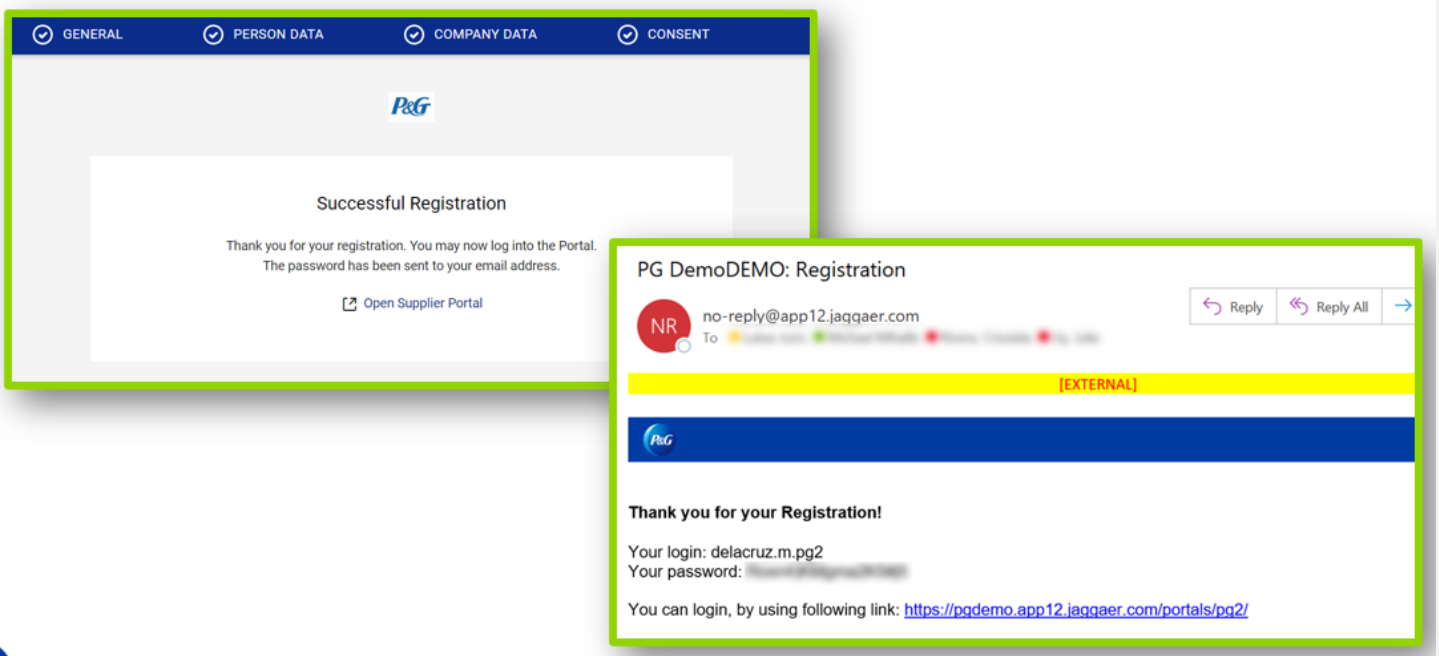 GENERAL PERSON DATA COMPANY DATA CONSENT
P&G
Successful Registration
Thank you for your registration. You may now log into the Portal.
The password has been sent to your email address.
Open Supplier Portal
PG DemoDEMO: Registration
NR
no-reply@app12.jaggaer.com
To
Reply Reply All
[EXTERNAL]
P&G
Thank you for your Registration!
Your login: delacruz.m.pg2
Your password:
You can login, by using following link: https://pgdemo.app12.jaggaer.com/portals/pg2/